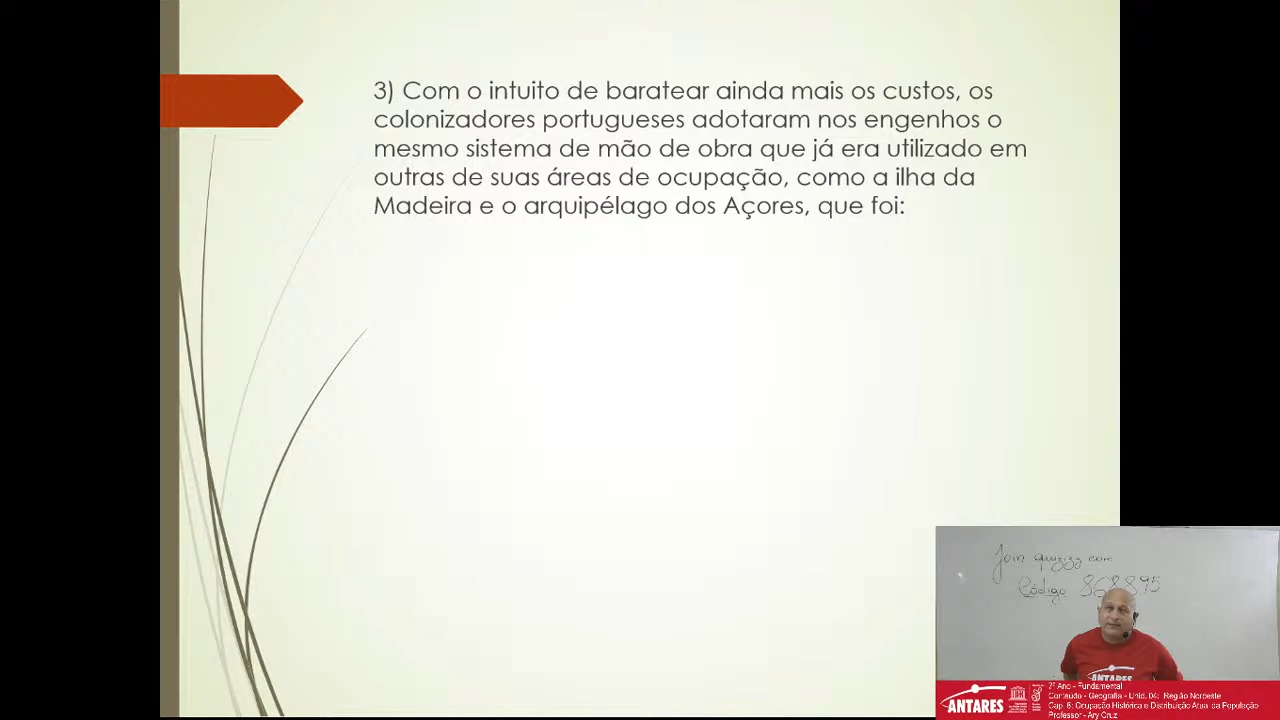 3) Com o intuito de baratear ainda mais os custos, os
colonizadores portugueses adotaram nos engenhos o
mesmo sistema de mão de obra que já era utilizado em
outras de suas áreas de ocupação, como a ilha da
Madeira e o arquipélago dos Açores, que foi:
Join quizizz com
Código 868895
ANTARES
ANTARES
7º Ano - Fundamental
Conteúdo - Geografia - Unid. 04: Região Nordeste
Cap. 6: Ocupação Histórica e Distribuição Atual da População
Professor - Ary Cruz